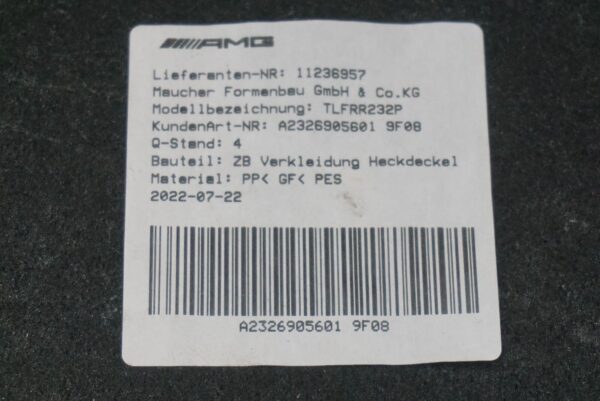 AMG
Lieferanten-NR: 11236957
Maucher Formenbau GmbH & Co.KG
Modellbezeichnung: TLFRR232P
KundenArt-NR: A2326905601 9F08
Q-Stand: 4
Bauteil: ZB Verkleidung Heckdeckel
Material: PP< GF< PES
2022-07-22
A2326905601 9F08